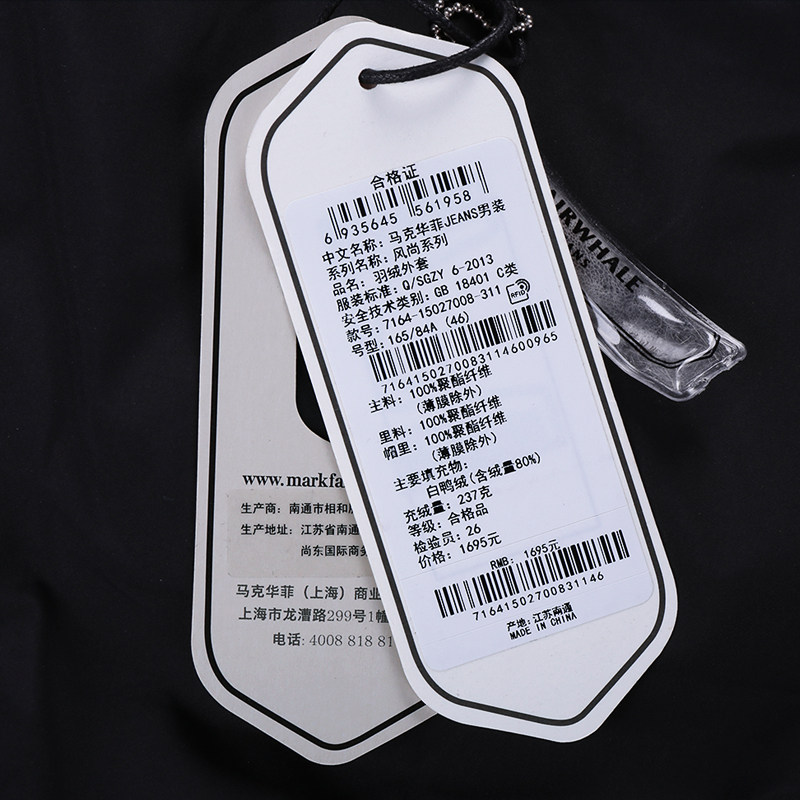 合格证
6 935645 561958
中文名称: 马克华菲JEANS男装
系列名称: 风尚系列
品名: 羽绒外套
服装标准: Q/SGZY 6-2013
安全技术类别: GB 18401 C类
款号: 7164-15027008-311
RFID
号型: 165/84A (46)
7164150270083114600965
主料: 100%聚酯纤维
(薄膜除外)
里料: 100%聚酯纤维
帽里: 100%聚酯纤维
(薄膜除外)
主要填充物:
白鸭绒(含绒量80%)
充绒量: 237克
等级: 合格品
检验员: 26
价格: 1695元
RMB: 1695元
71641502700831146
产地:江苏南通
MADE IN CHINA
www.markfa
生产商: 南通市相和
生产地址: 江苏省南通
尚东国际商务
马克华菲（上海）商业
上海市龙漕路299号1幢
电话: 4008 818 81
AIRWHALE